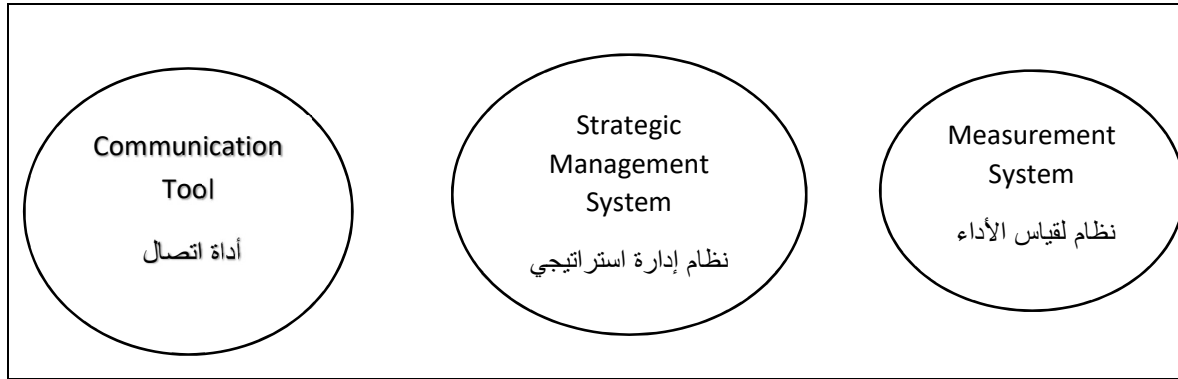 Communication
Tool
أداة اتصال
Strategic
Management
System
نظام إدارة استراتيجي
Measurement
System
نظام لقياس الأداء